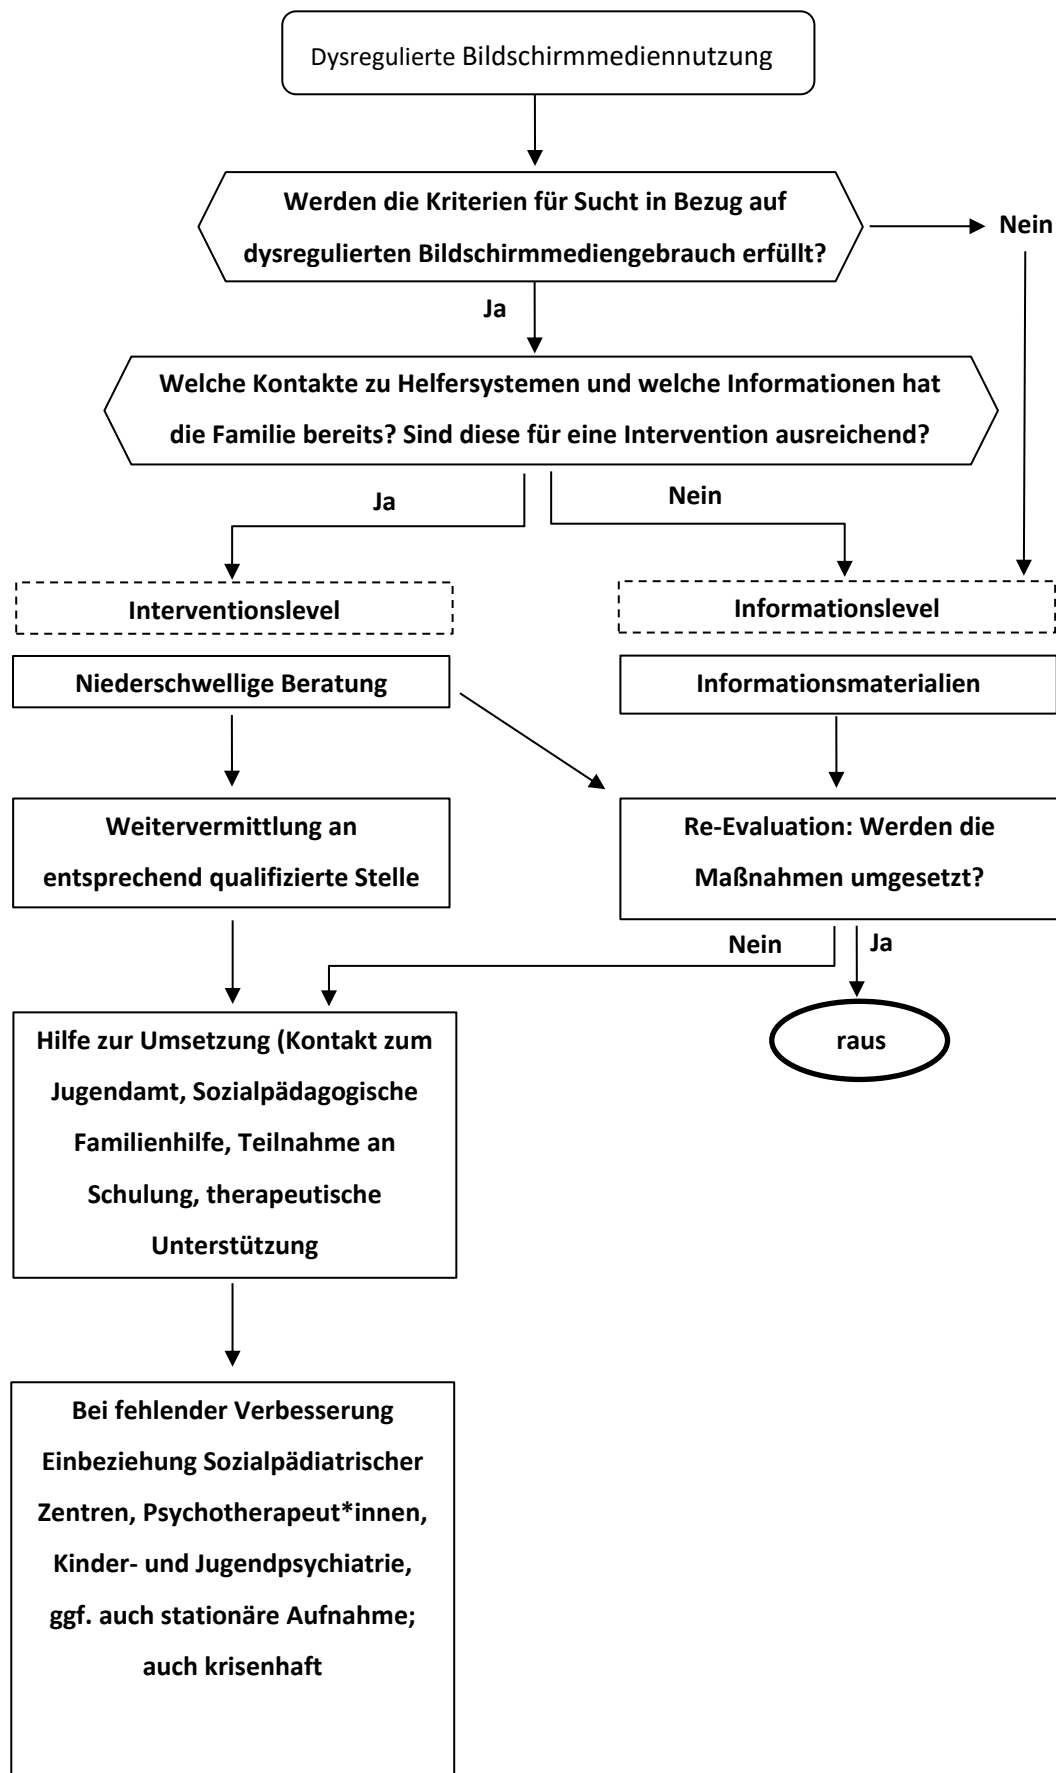 Dysregulierte Bildschirmmediennutzung
Werden die Kriterien für Sucht in Bezug auf
dysregulierten Bildschirmmediengebrauch erfüllt?
Nein
Ja
Welche Kontakte zu Helfersystemen und welche Informationen hat
die Familie bereits? Sind diese für eine Intervention ausreichend?
Ja
Nein
Interventionslevel
Informationslevel
Niederschwellige Beratung
Informationsmaterialien
Weitervermittlung an
entsprechend qualifizierte Stelle
Re-Evaluation: Werden die
Maßnahmen umgesetzt?
Nein
Ja
raus
Hilfe zur Umsetzung (Kontakt zum
Jugendamt, Sozialpädagogische
Familienhilfe, Teilnahme an
Schulung, therapeutische
Unterstützung
Bei fehlender Verbesserung
Einbeziehung Sozialpädiatrischer
Zentren, Psychotherapeut*innen,
Kinder- und Jugendpsychiatrie,
ggf. auch stationäre Aufnahme;
auch krisenhaft